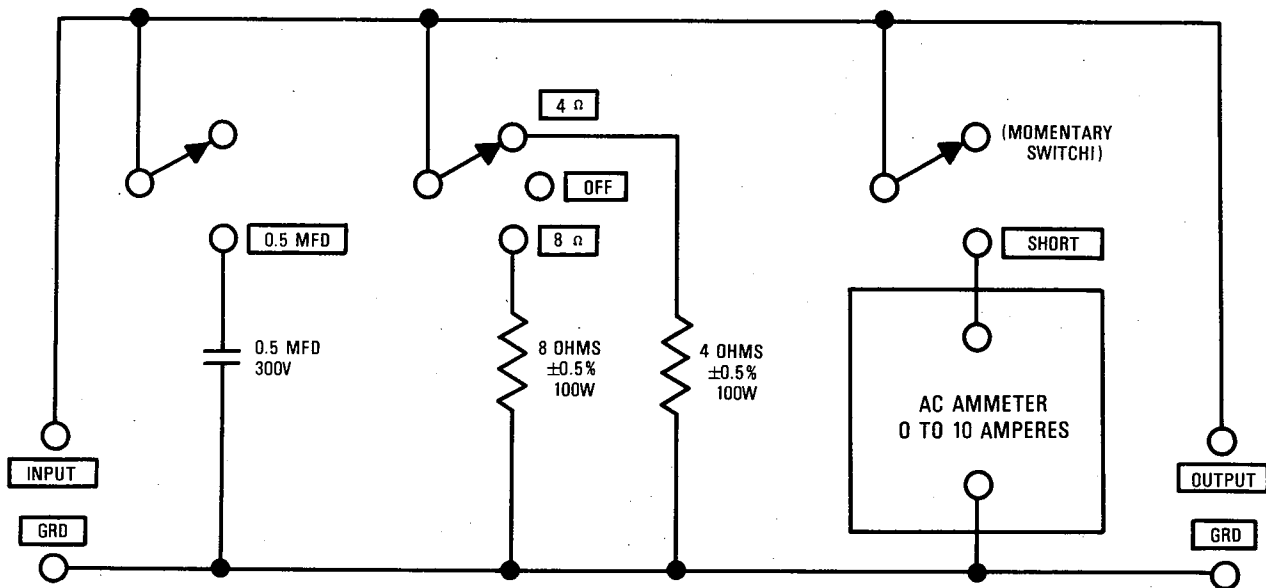 4 Ω
(MOMENTARY
SWITCHI)
OFF
0.5 MFD
8 Ω
SHORT
0.5 MFD
300V
8 OHMS
±0.5%
100W
4 OHMS
±0.5%
100W
AC AMMETER
0 TO 10 AMPERES
INPUT
OUTPUT
GRD
GRD